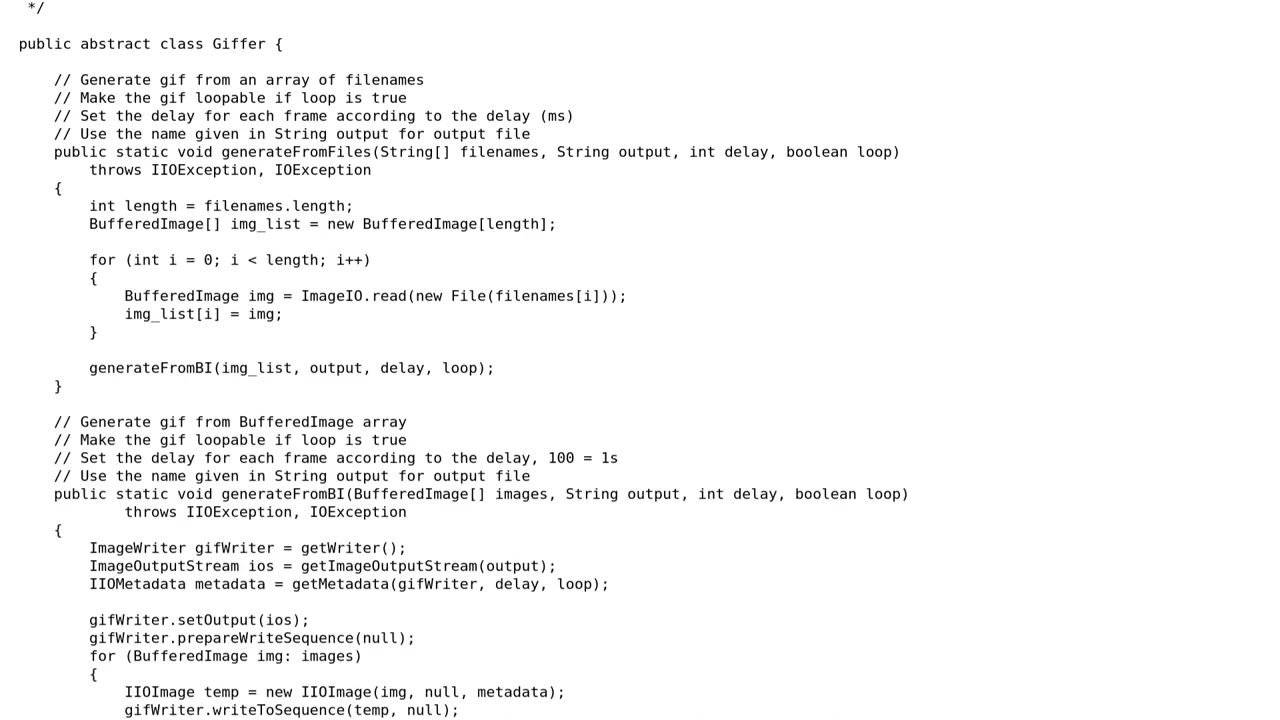 */

public abstract class Giffer {

    // Generate gif from an array of filenames
    // Make the gif loopable if loop is true
    // Set the delay for each frame according to the delay (ms)
    // Use the name given in String output for output file
    public static void generateFromFiles(String[] filenames, String output, int delay, boolean loop)
        throws IIOException, IOException
    {
        int length = filenames.length;
        BufferedImage[] img_list = new BufferedImage[length];

        for (int i = 0; i < length; i++)
        {
            BufferedImage img = ImageIO.read(new File(filenames[i]));
            img_list[i] = img;
        }

        generateFromBI(img_list, output, delay, loop);
    }

    // Generate gif from BufferedImage array
    // Make the gif loopable if loop is true
    // Set the delay for each frame according to the delay, 100 = 1s
    // Use the name given in String output for output file
    public static void generateFromBI(BufferedImage[] images, String output, int delay, boolean loop)
            throws IIOException, IOException
    {
        ImageWriter gifWriter = getWriter();
        ImageOutputStream ios = getImageOutputStream(output);
        IIOMetadata metadata = getMetadata(gifWriter, delay, loop);

        gifWriter.setOutput(ios);
        gifWriter.prepareWriteSequence(null);
        for (BufferedImage img: images)
        {
            IIOImage temp = new IIOImage(img, null, metadata);
            gifWriter.writeToSequence(temp, null);